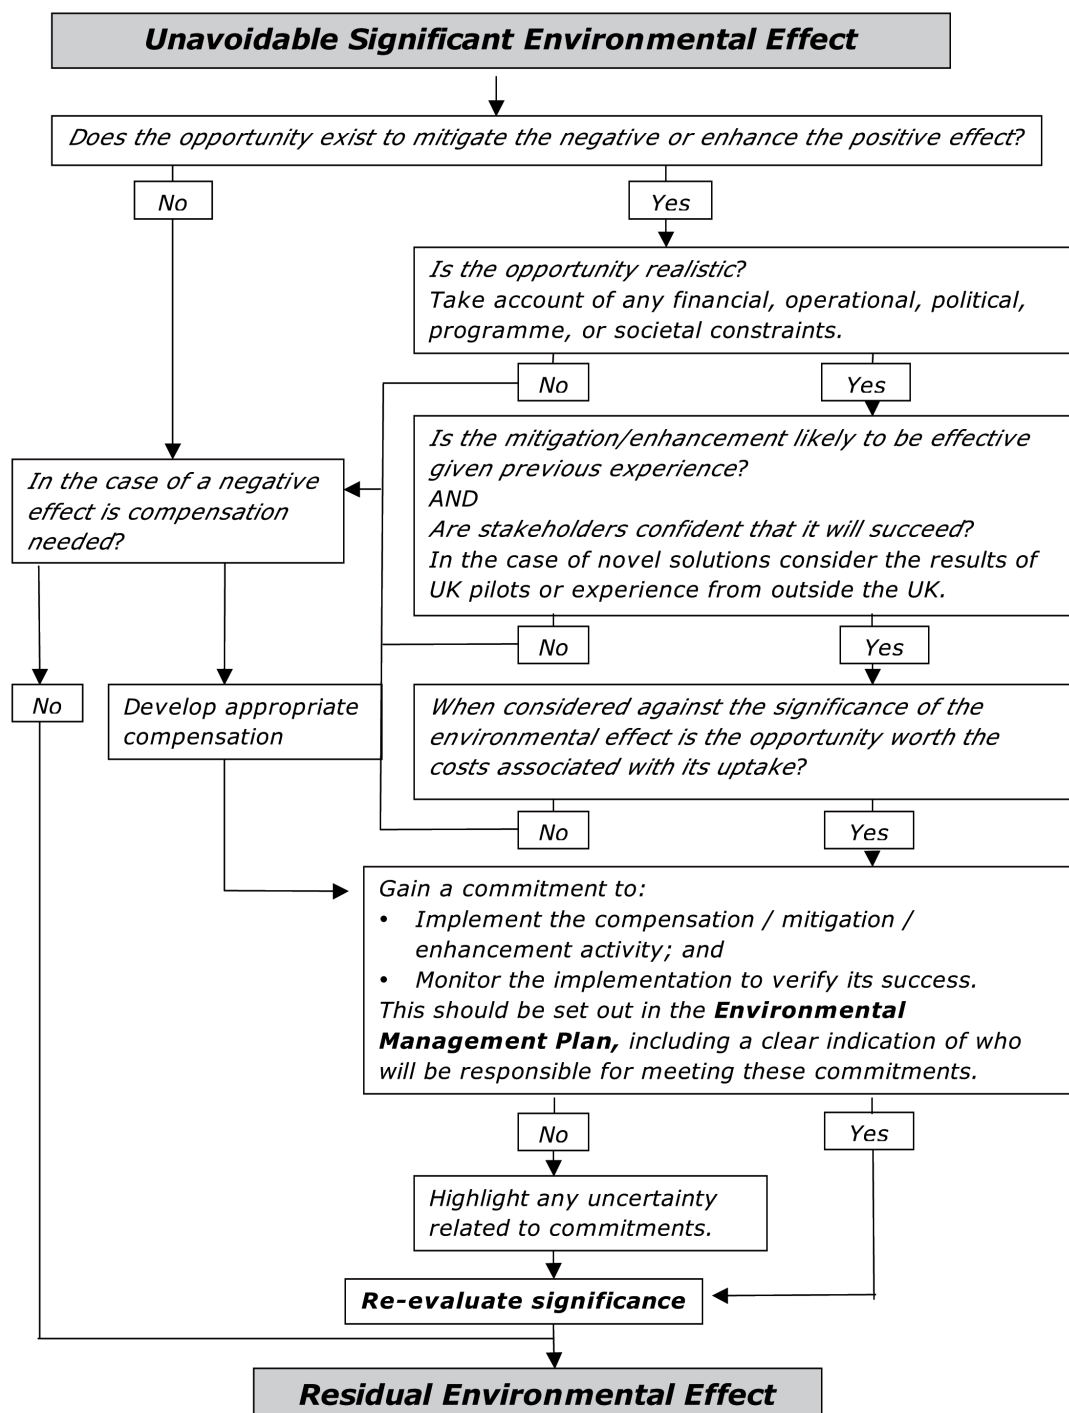 Unavoidable Significant Environmental Effect
Does the opportunity exist to mitigate the negative or enhance the positive effect?
No
Yes
Is the opportunity realistic?
Take account of any financial, operational, political,
programme, or societal constraints.
No
Yes
Is the mitigation/enhancement likely to be effective
given previous experience?
AND
Are stakeholders confident that it will succeed?
In the case of novel solutions consider the results of
UK pilots or experience from outside the UK.
In the case of a negative
effect is compensation
needed?
No
Yes
No
Develop appropriate
compensation
When considered against the significance of the
environmental effect is the opportunity worth the
costs associated with its uptake?
No
Yes
Gain a commitment to:
• Implement the compensation / mitigation /
enhancement activity; and
• Monitor the implementation to verify its success.
This should be set out in the Environmental
Management Plan, including a clear indication of who
will be responsible for meeting these commitments.
No
Yes
Highlight any uncertainty
related to commitments.
Re-evaluate significance
Residual Environmental Effect